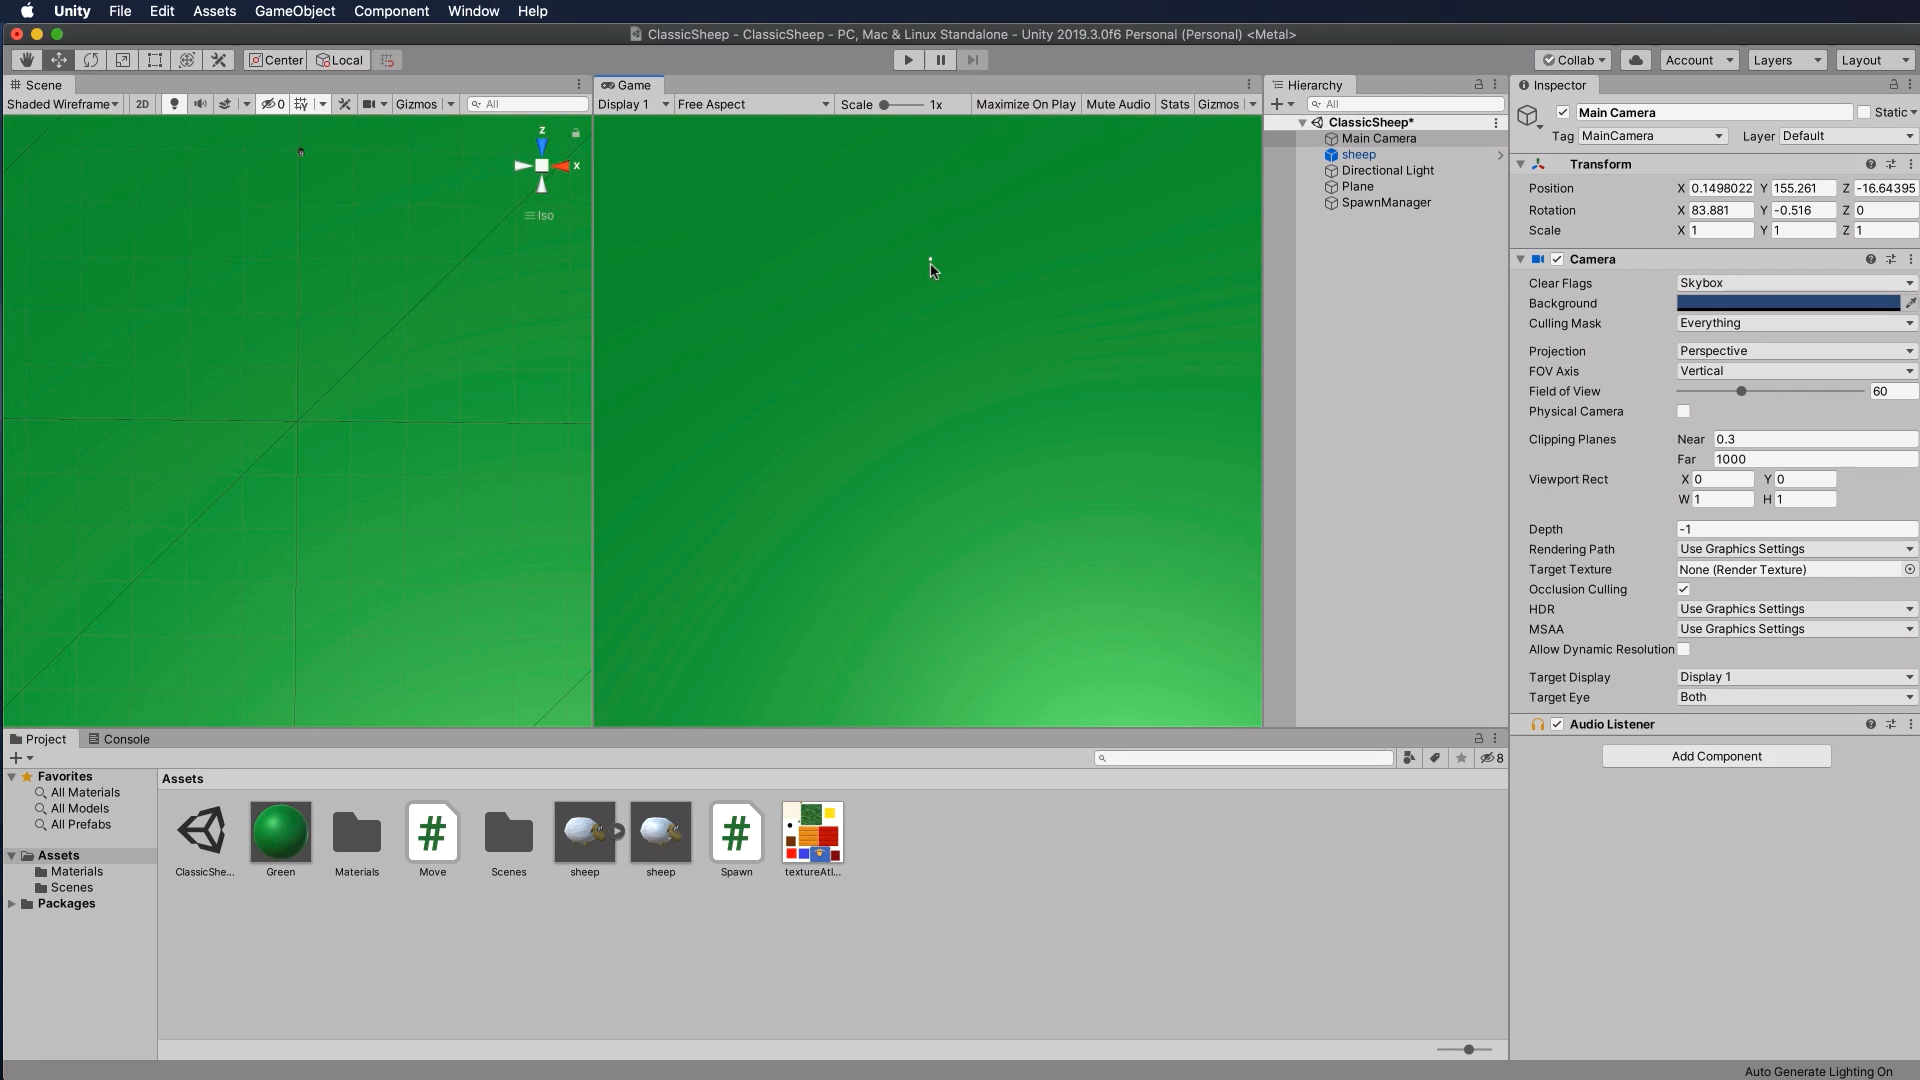 Unity File Edit Assets GameObject Component Window Help
ClassicSheep - ClassicSheep - PC, Mac & Linux Standalone - Unity 2019.3.0f6 Personal (Personal) <Metal>
Center Local Collab Account Layers Layout
Scene
Shaded Wireframe 2D 0 Gizmos All
z
x
Iso
Game
Display 1 Free Aspect Scale 1x Maximize On Play Mute Audio Stats Gizmos
Hierarchy
All
ClassicSheep*
Main Camera
sheep
Directional Light
Plane
SpawnManager
Inspector
Main Camera Static
Tag MainCamera Layer Default
Transform
Position X 0.1498022 Y 155.261 Z -16.64395
Rotation X 83.881 Y -0.516 Z 0
Scale X 1 Y 1 Z 1
Camera
Clear Flags Skybox
Background
Culling Mask Everything
Projection Perspective
FOV Axis Vertical
Field of View 60
Physical Camera
Clipping Planes Near 0.3
Far 1000
Viewport Rect X 0 Y 0
W 1 H 1
Depth -1
Rendering Path Use Graphics Settings
Target Texture None (Render Texture)
Occlusion Culling
HDR Use Graphics Settings
MSAA Use Graphics Settings
Allow Dynamic Resolution
Target Display Display 1
Target Eye Both
Audio Listener
Add Component
Project Console
8
Favorites
All Materials
All Models
All Prefabs
Assets
Materials
Scenes
Packages
Assets
ClassicShe... Green Materials Move Scenes sheep sheep Spawn textureAtl...
Auto Generate Lighting On